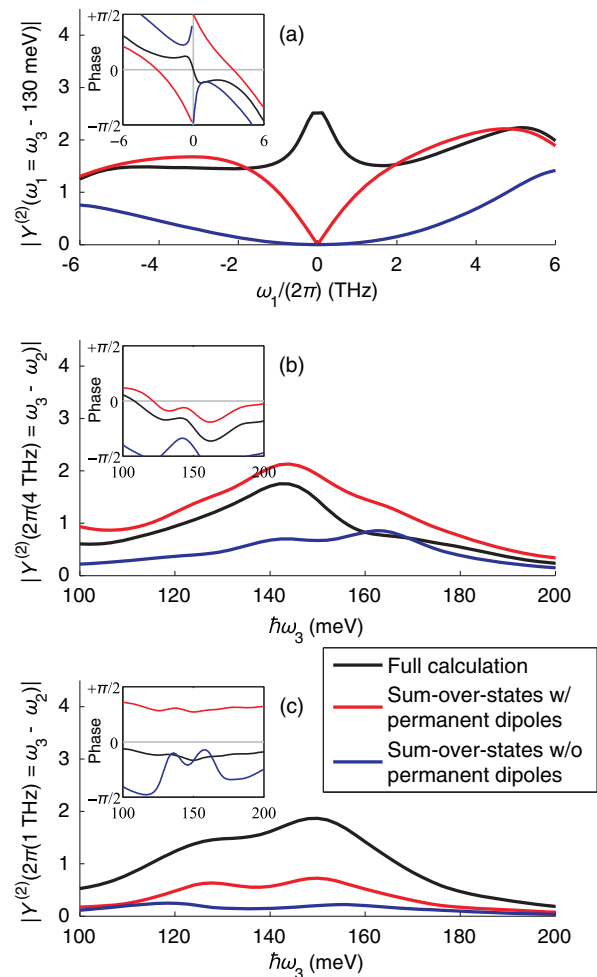 |Y⁽²⁾(ω₁ = ω₃ - 130 meV)|
4
3
2
1
0
+π/2
Phase
0
−π/2
-6 0 6
(a)
-6 -4 -2 0 2 4 6
ω₁/(2π) (THz)
|Y⁽²⁾(2π(4 THz) = ω₃ - ω₂)|
4
3
2
1
0
+π/2
Phase
0
−π/2
100 150 200
(b)
100 120 140 160 180 200
ħω₃ (meV)
Full calculation
Sum-over-states w/
permanent dipoles
Sum-over-states w/o
permanent dipoles
|Y⁽²⁾(2π(1 THz) = ω₃ - ω₂)|
4
3
2
1
0
+π/2
Phase
0
−π/2
100 150 200
(c)
100 120 140 160 180 200
ħω₃ (meV)